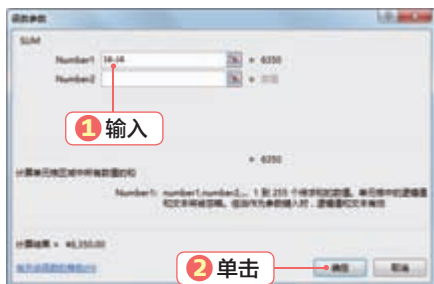 函数参数
SUM
Number1
= 6350
Number2
= 数值
1 输入
= 6350
计算单元格区域中所有数值的和
Number1: number1,number2,... 1 到 255 个待求和的数值。单元格中的逻辑值
和文本将被忽略。但当作为参数键入时，逻辑值和文本有效
计算结果 = ¥6,350.00
有关该函数的帮助(H)
2 单击
确定
取消